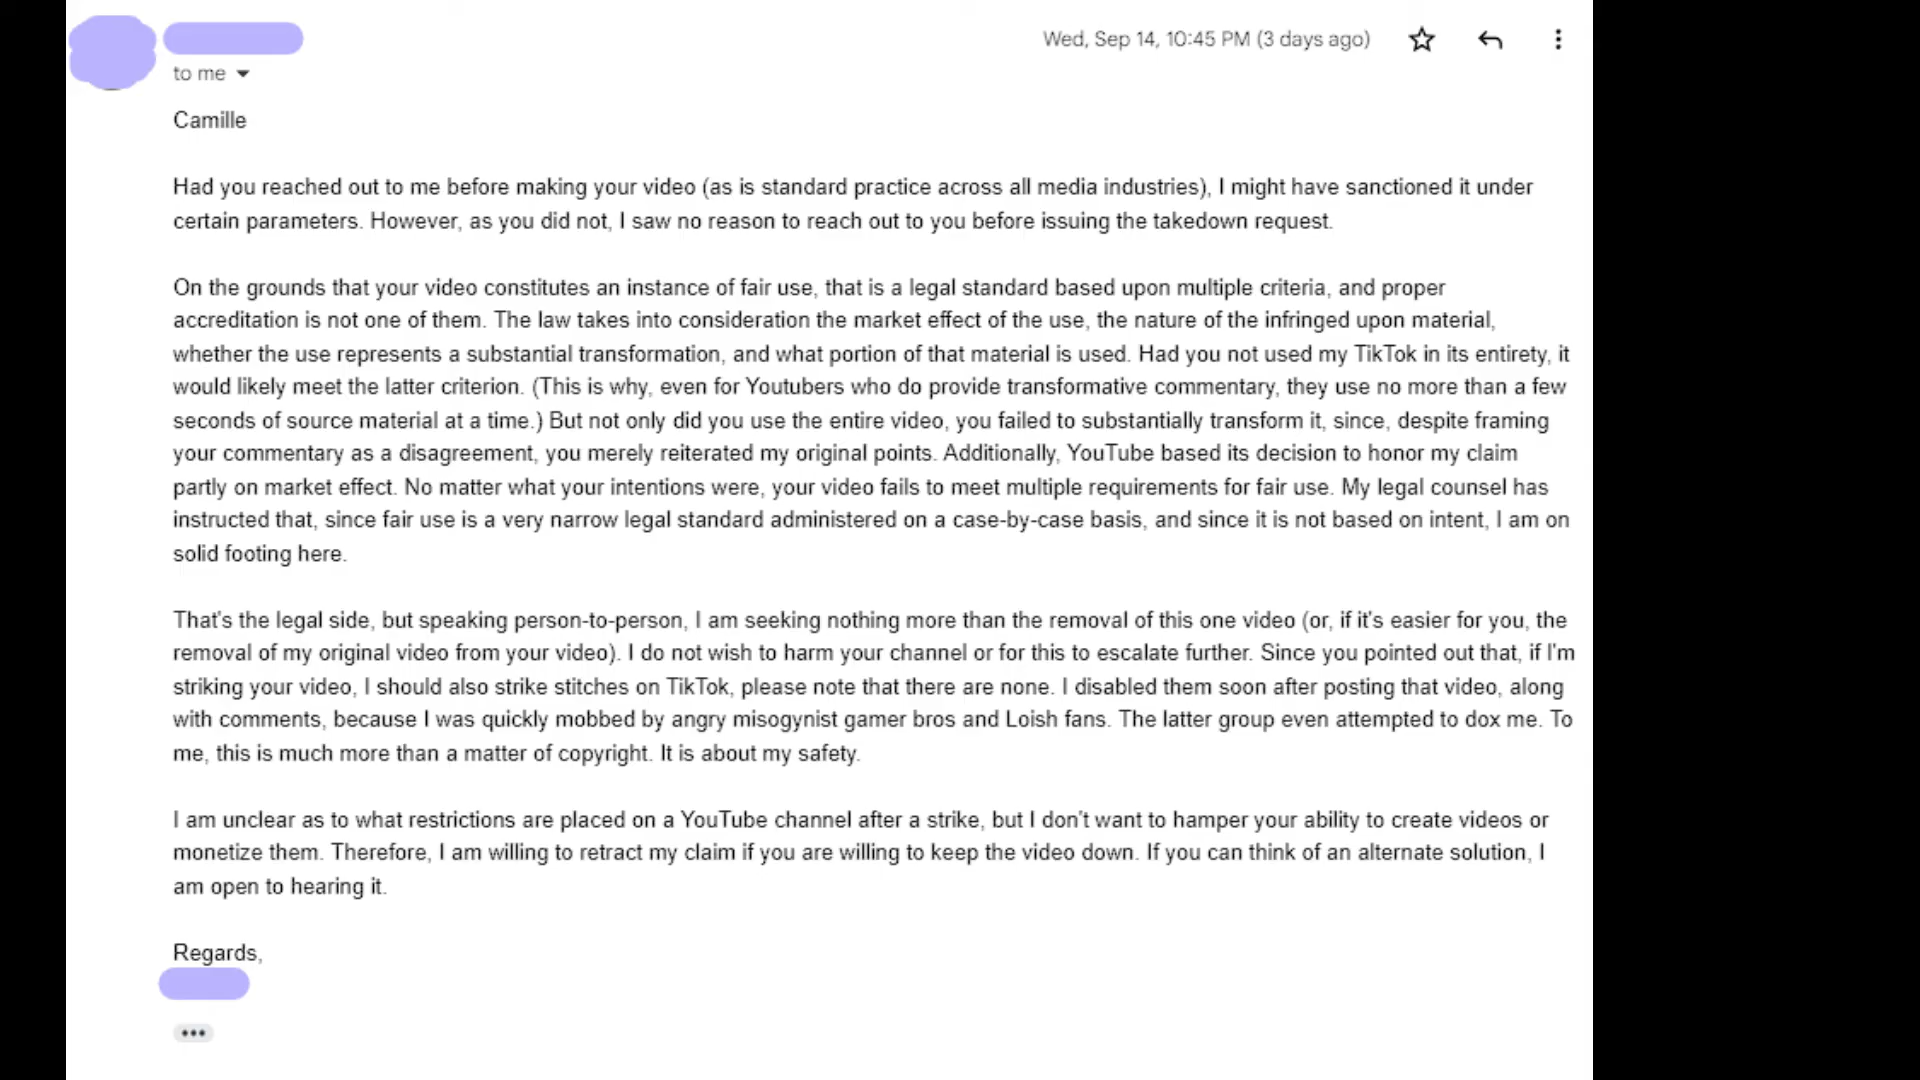 Wed, Sep 14, 10:45 PM (3 days ago)
to me
Camille
Had you reached out to me before making your video (as is standard practice across all media industries), I might have sanctioned it under
certain parameters. However, as you did not, I saw no reason to reach out to you before issuing the takedown request.
On the grounds that your video constitutes an instance of fair use, that is a legal standard based upon multiple criteria, and proper
accreditation is not one of them. The law takes into consideration the market effect of the use, the nature of the infringed upon material,
whether the use represents a substantial transformation, and what portion of that material is used. Had you not used my TikTok in its entirety, it
would likely meet the latter criterion. (This is why, even for Youtubers who do provide transformative commentary, they use no more than a few
seconds of source material at a time.) But not only did you use the entire video, you failed to substantially transform it, since, despite framing
your commentary as a disagreement, you merely reiterated my original points. Additionally, YouTube based its decision to honor my claim
partly on market effect. No matter what your intentions were, your video fails to meet multiple requirements for fair use. My legal counsel has
instructed that, since fair use is a very narrow legal standard administered on a case-by-case basis, and since it is not based on intent, I am on
solid footing here.
That's the legal side, but speaking person-to-person, I am seeking nothing more than the removal of this one video (or, if it's easier for you, the
removal of my original video from your video). I do not wish to harm your channel or for this to escalate further. Since you pointed out that, if I'm
striking your video, I should also strike stitches on TikTok, please note that there are none. I disabled them soon after posting that video, along
with comments, because I was quickly mobbed by angry misogynist gamer bros and Loish fans. The latter group even attempted to dox me. To
me, this is much more than a matter of copyright. It is about my safety.
I am unclear as to what restrictions are placed on a YouTube channel after a strike, but I don't want to hamper your ability to create videos or
monetize them. Therefore, I am willing to retract my claim if you are willing to keep the video down. If you can think of an alternate solution, I
am open to hearing it.
Regards,